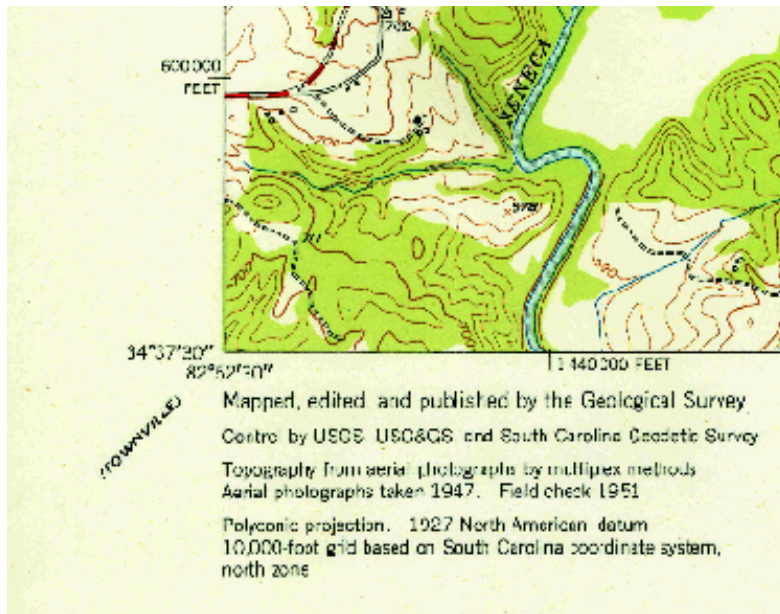 700
600000
FEET
SENECA
34°37'30"
82°52'30"
1 440 000 FEET
(TOWNVILLE)
Mapped, edited, and published by the Geological Survey
Control by USGS, USC&GS, and South Carolina Geodetic Survey
Topography from aerial photographs by multiplex methods
Aerial photographs taken 1947. Field check 1951
Polyconic projection. 1927 North American datum
10,000-foot grid based on South Carolina coordinate system,
north zone